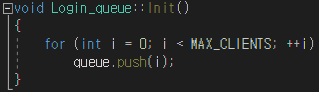 void Login_queue::Init()
{
for (int i = 0; i < MAX_CLIENTS; ++i)
queue.push(i);
}